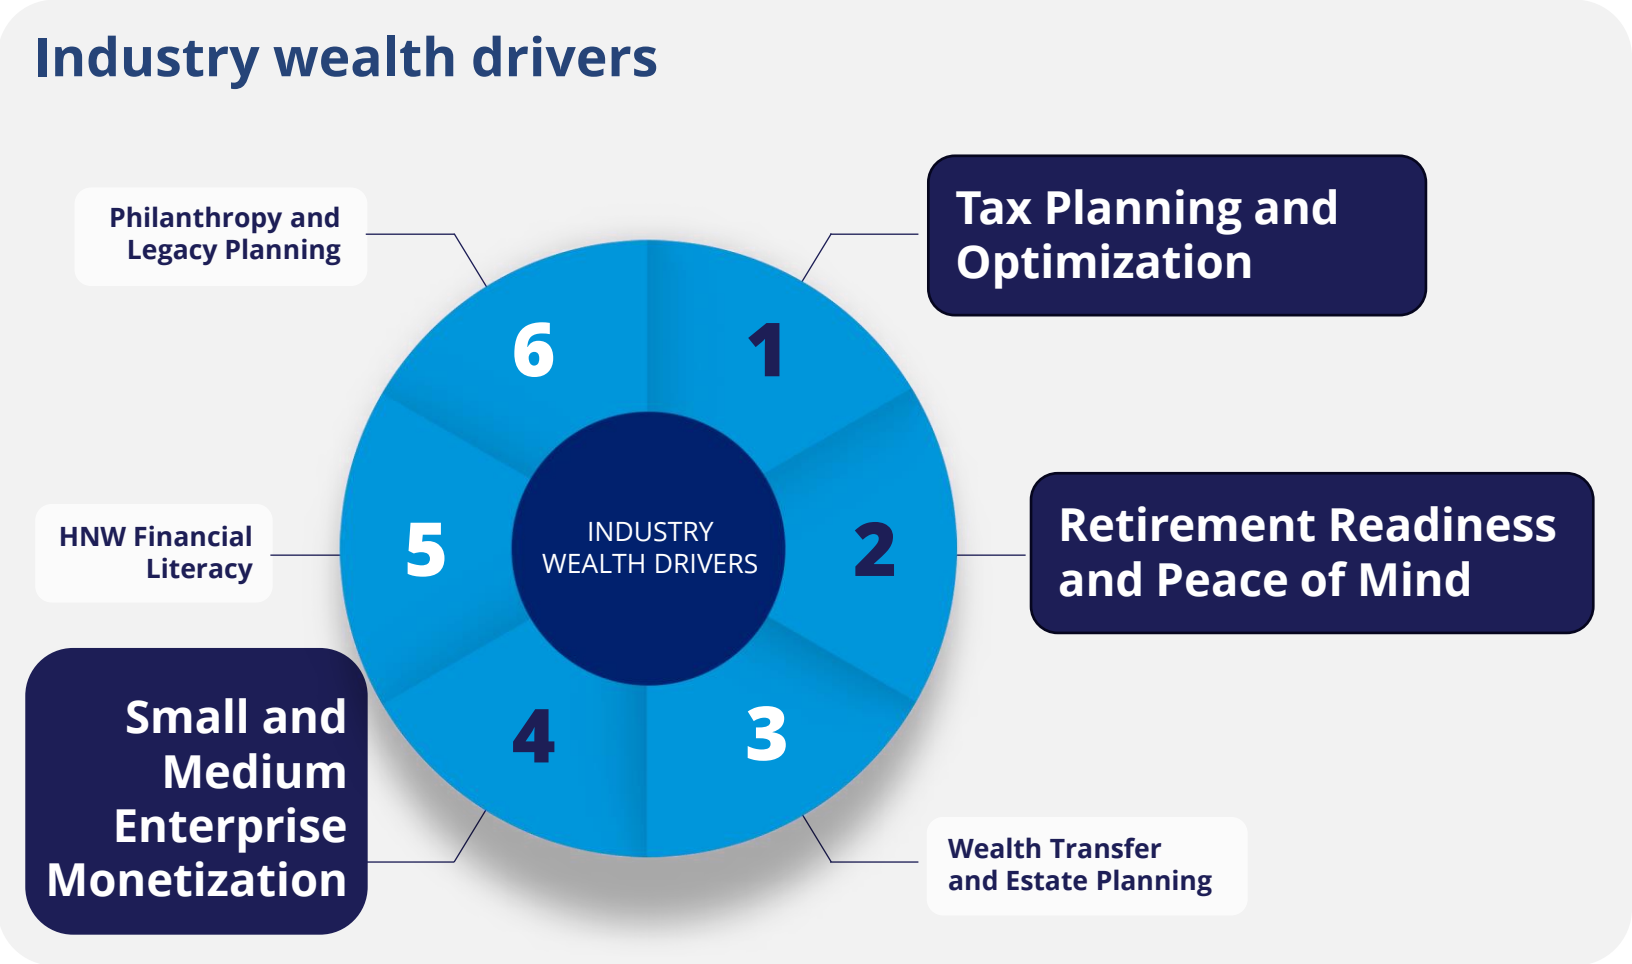 Industry wealth drivers
Philanthropy and
Legacy Planning
Tax Planning and
Optimization
6
1
HNW Financial
Literacy
5
INDUSTRY
WEALTH DRIVERS
2
Retirement Readiness
and Peace of Mind
Small and
Medium
Enterprise
Monetization
4
3
Wealth Transfer
and Estate Planning